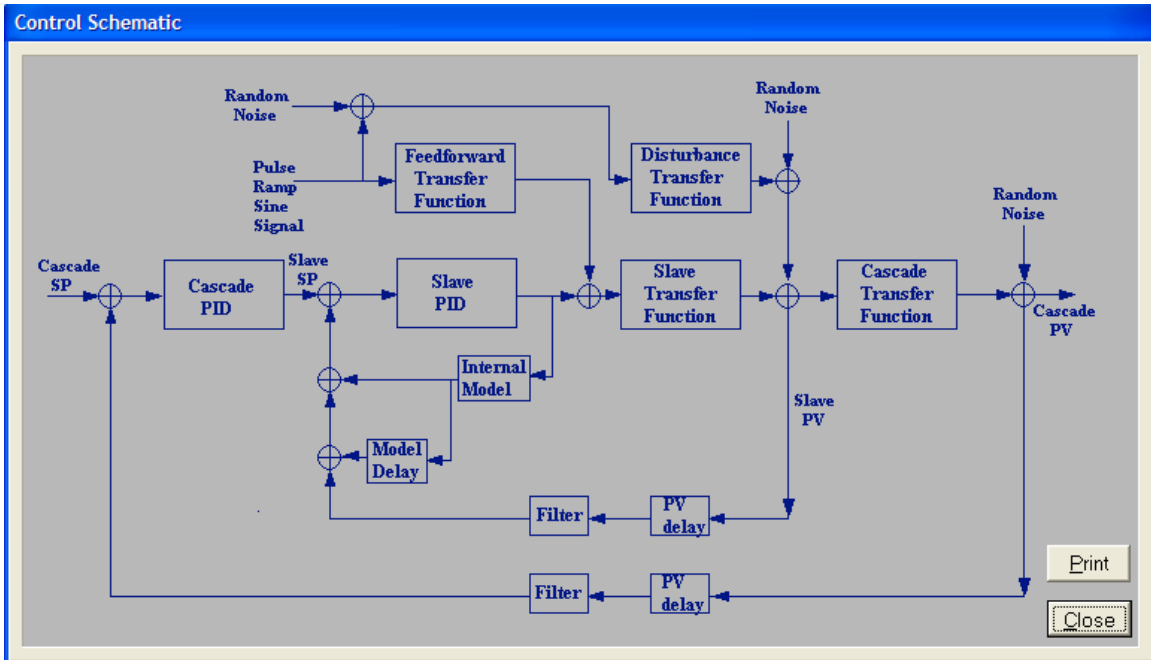 Control Schematic
Random
Noise
Random
Noise
Pulse
Ramp
Sine
Signal
Feedforward
Transfer
Function
Disturbance
Transfer
Function
Random
Noise
Cascade
SP
Cascade
PID
Slave
SP
Slave
PID
Slave
Transfer
Function
Cascade
Transfer
Function
Cascade
PV
Internal
Model
Slave
PV
Model
Delay
Filter
PV
delay
Filter
PV
delay
Print
Close